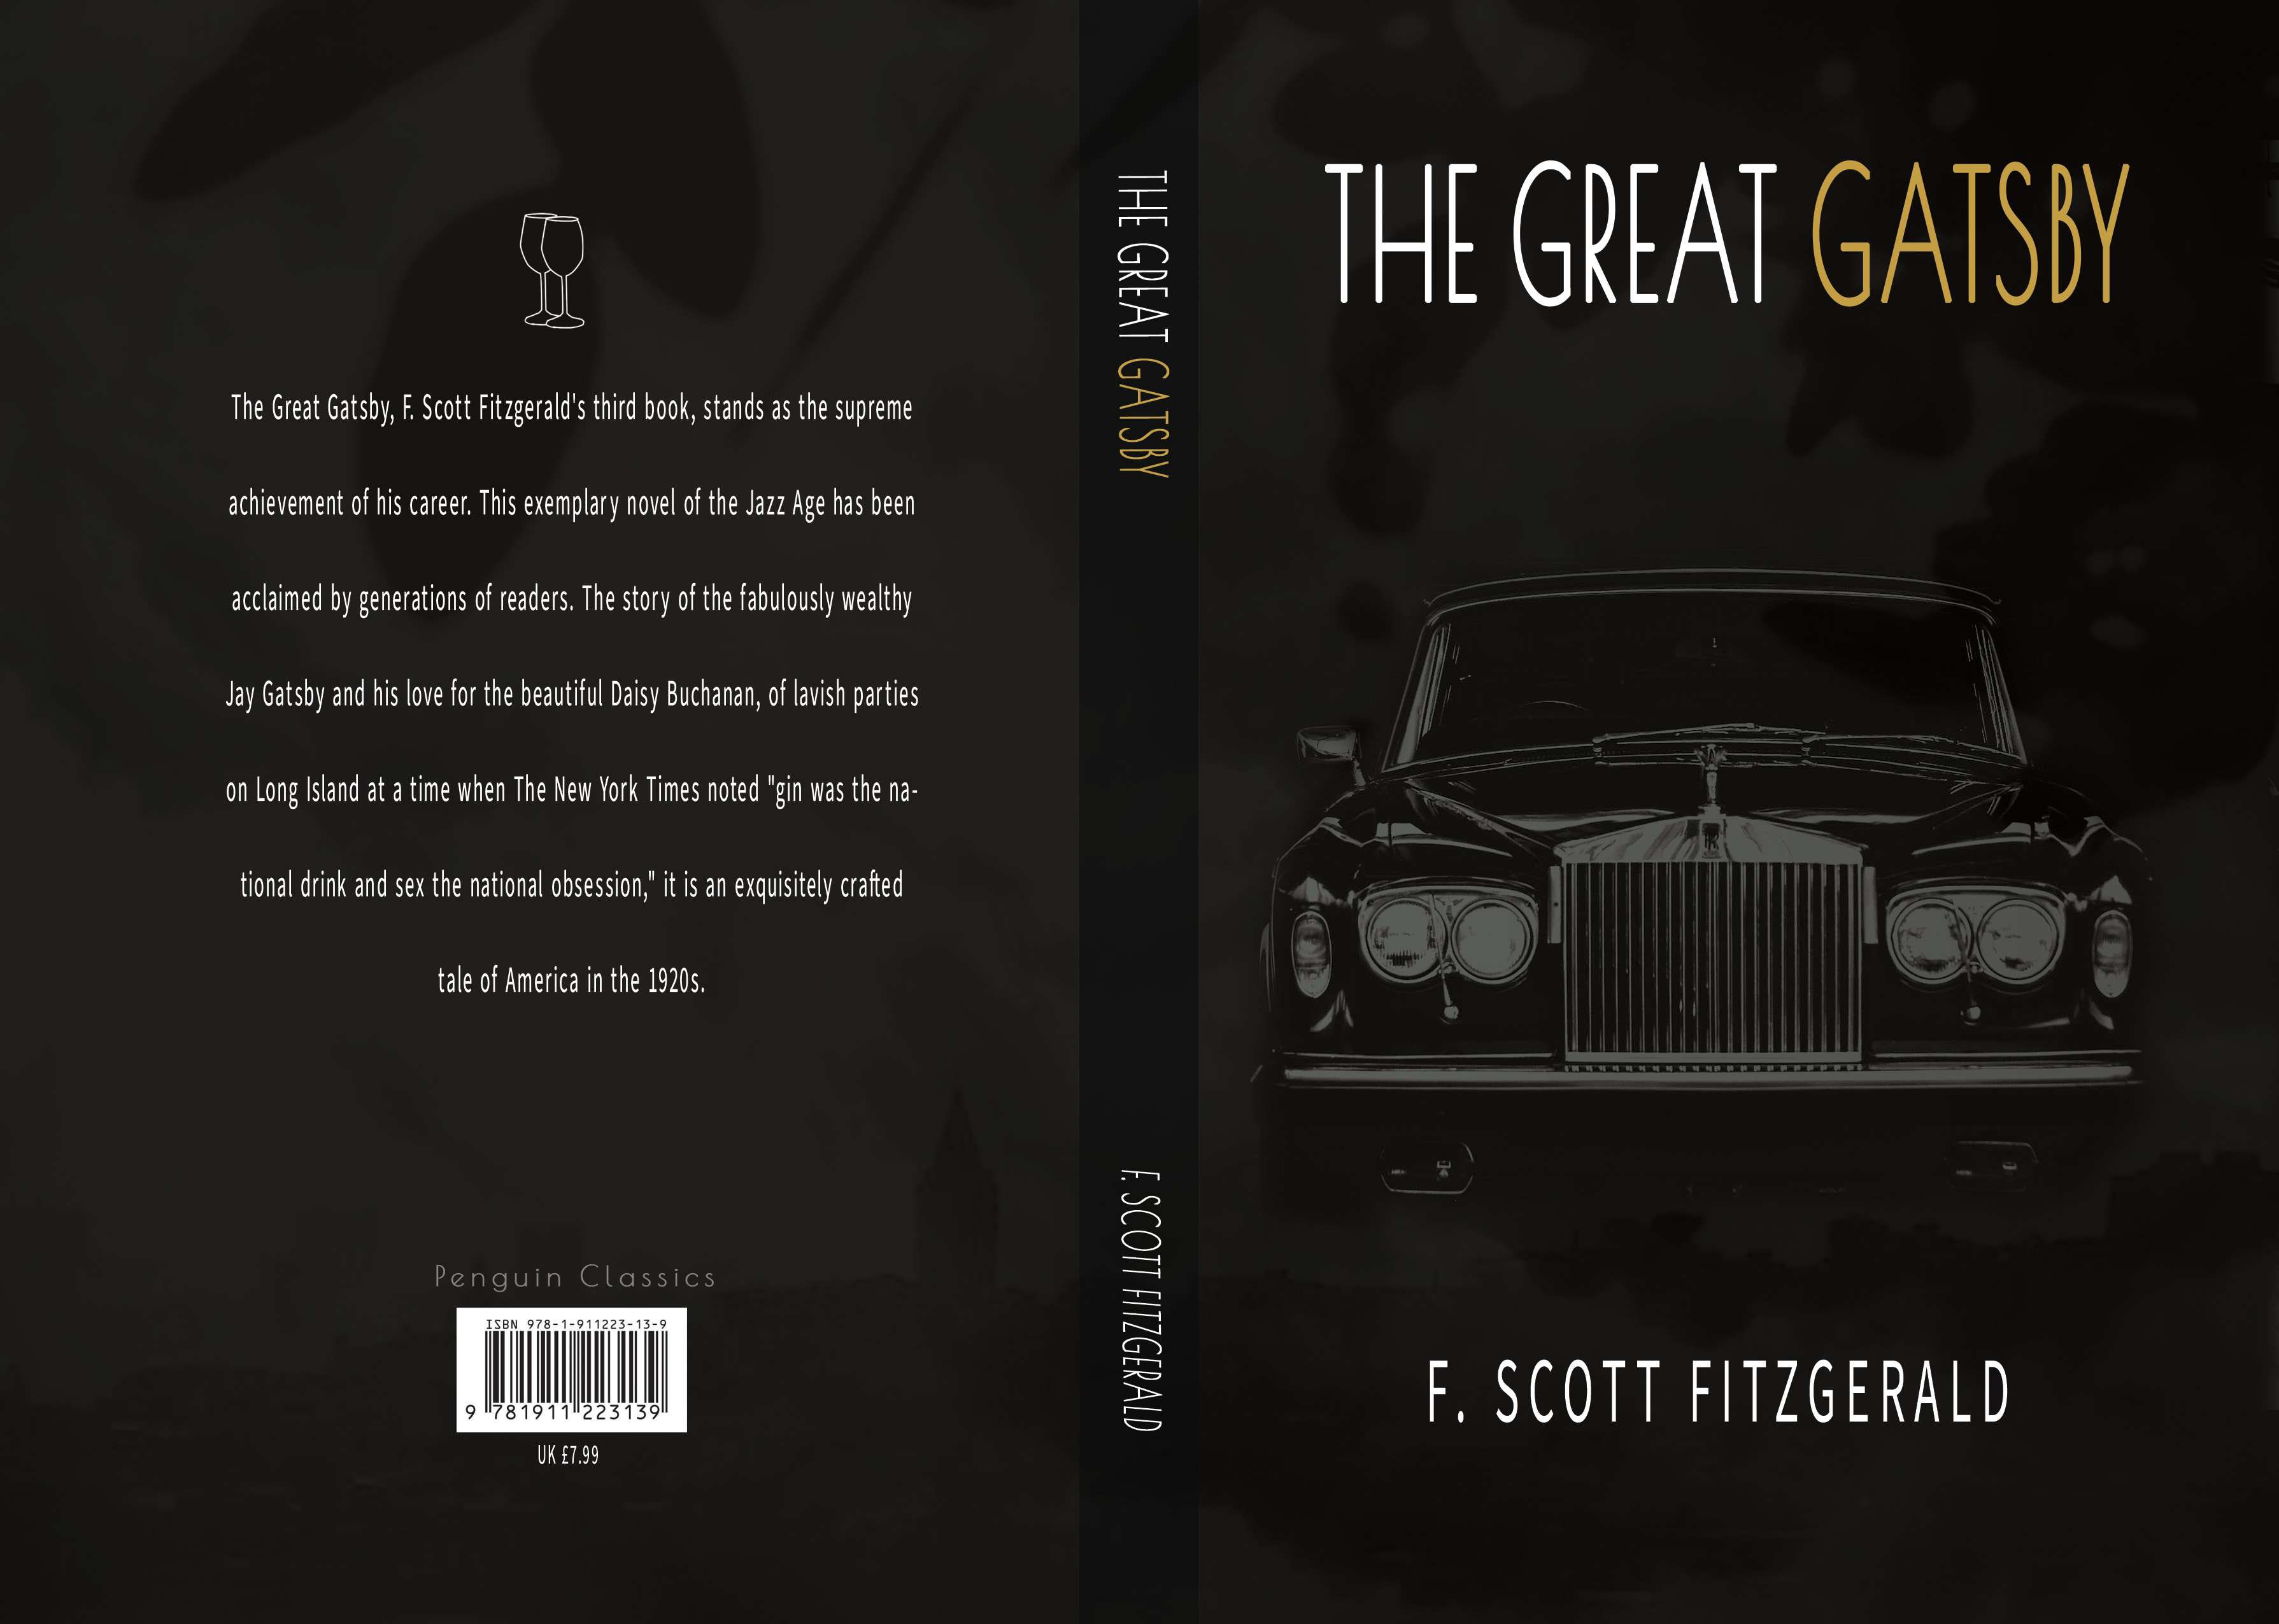 The Great Gatsby, F. Scott Fitzgerald's third book, stands as the supreme
achievement of his career. This exemplary novel of the Jazz Age has been
acclaimed by generations of readers. The story of the fabulously wealthy
Jay Gatsby and his love for the beautiful Daisy Buchanan, of lavish parties
on Long Island at a time when The New York Times noted "gin was the na-
tional drink and sex the national obsession," it is an exquisitely crafted
tale of America in the 1920s.
Penguin Classics
ISBN 978-1-911223-13-9
9 781911 223139
UK £7.99
THE GREAT GATSBY
F. SCOTT FITZGERALD
THE GREAT GATSBY
F. SCOTT FITZGERALD